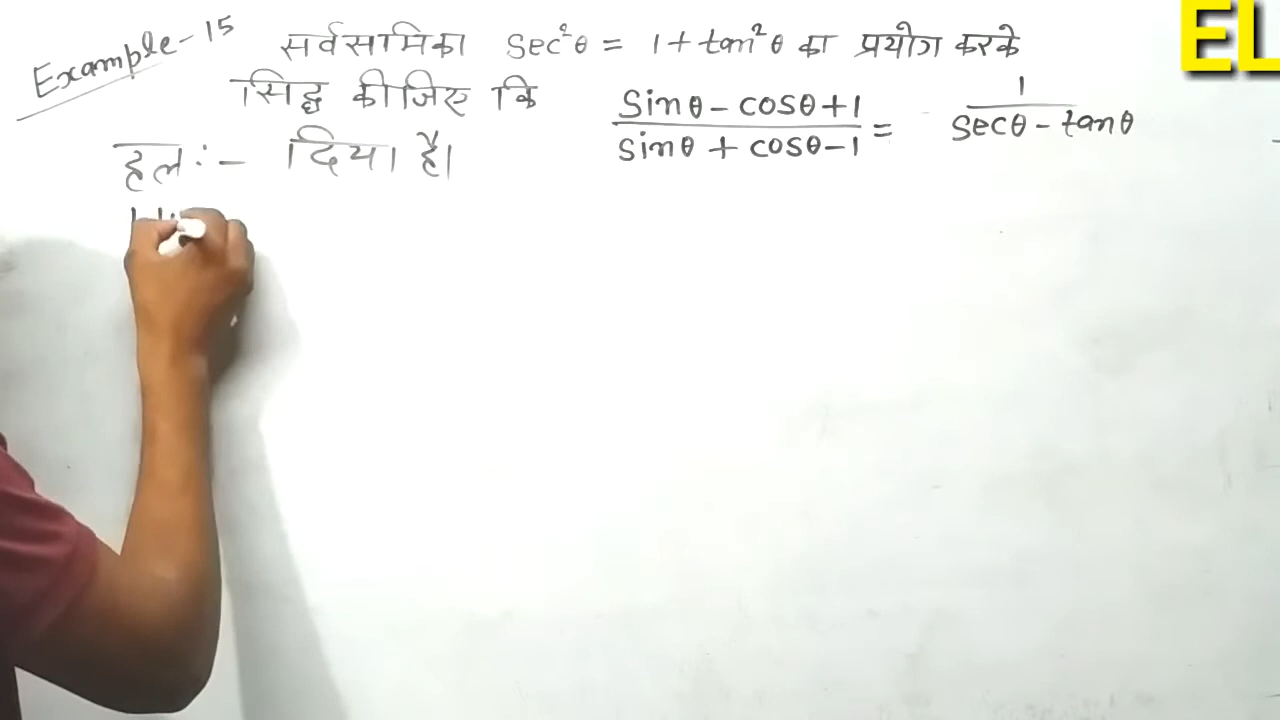 Example-15 सर्वसामिका sec²θ = 1 + tan²θ का प्रयोग करके
सिद्ध कीजिए कि (sinθ - cosθ + 1)/(sinθ + cosθ - 1) = 1/(secθ - tanθ)
हल :- दिया है।
EL